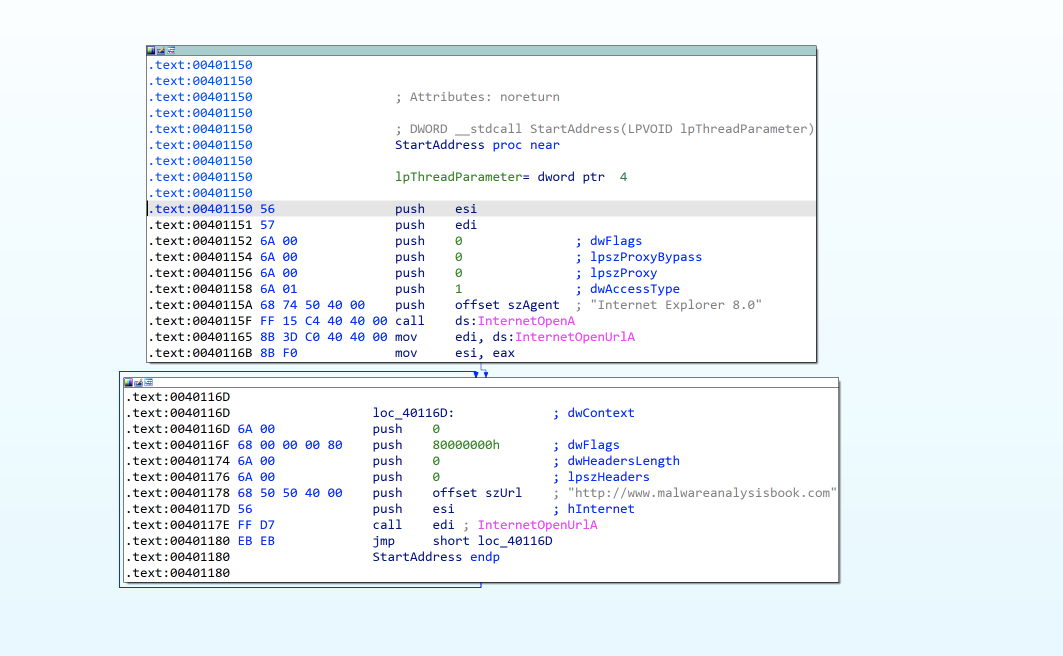 .text:00401150
.text:00401150
.text:00401150 ; Attributes: noreturn
.text:00401150
.text:00401150 ; DWORD __stdcall StartAddress(LPVOID lpThreadParameter)
.text:00401150 StartAddress proc near
.text:00401150
.text:00401150 lpThreadParameter= dword ptr 4
.text:00401150
.text:00401150 56 push esi
.text:00401151 57 push edi
.text:00401152 6A 00 push 0 ; dwFlags
.text:00401154 6A 00 push 0 ; lpszProxyBypass
.text:00401156 6A 00 push 0 ; lpszProxy
.text:00401158 6A 01 push 1 ; dwAccessType
.text:0040115A 68 74 50 40 00 push offset szAgent ; "Internet Explorer 8.0"
.text:0040115F FF 15 C4 40 40 00 call ds:InternetOpenA
.text:00401165 8B 3D C0 40 40 00 mov edi, ds:InternetOpenUrlA
.text:0040116B 8B F0 mov esi, eax
.text:0040116D
.text:0040116D loc_40116D: ; dwContext
.text:0040116D 6A 00 push 0
.text:0040116F 68 00 00 00 80 push 80000000h ; dwFlags
.text:00401174 6A 00 push 0 ; dwHeadersLength
.text:00401176 6A 00 push 0 ; lpszHeaders
.text:00401178 68 50 50 40 00 push offset szUrl ; "http://www.malwareanalysisbook.com"
.text:0040117D 56 push esi ; hInternet
.text:0040117E FF D7 call edi ; InternetOpenUrlA
.text:00401180 EB EB jmp short loc_40116D
.text:00401180 StartAddress endp
.text:00401180